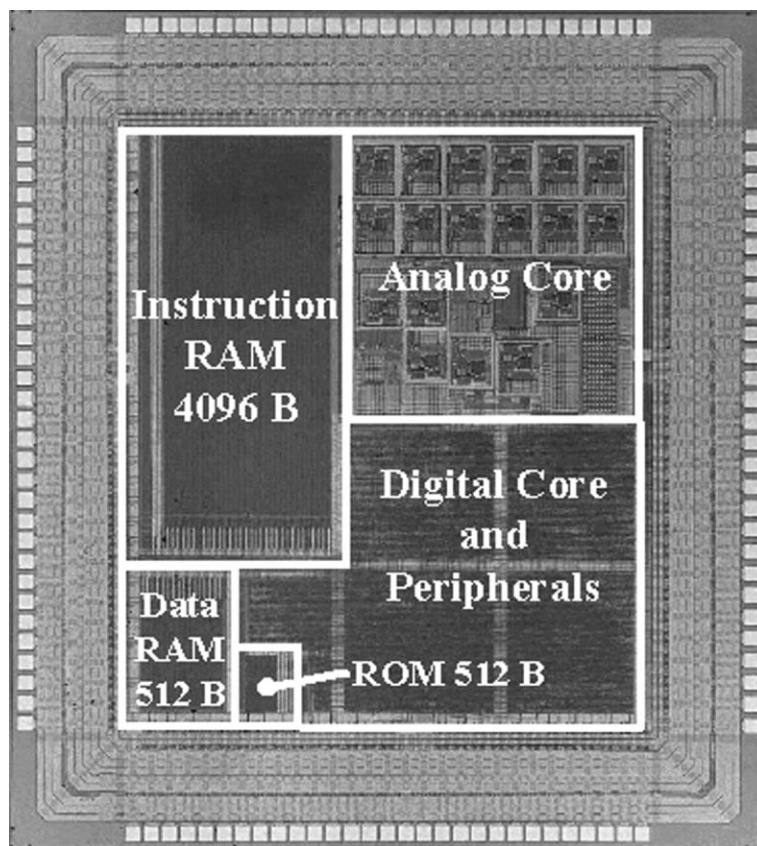 Instruction
RAM
4096 B
Analog Core
Digital Core
and
Peripherals
Data
RAM
512 B
ROM 512 B